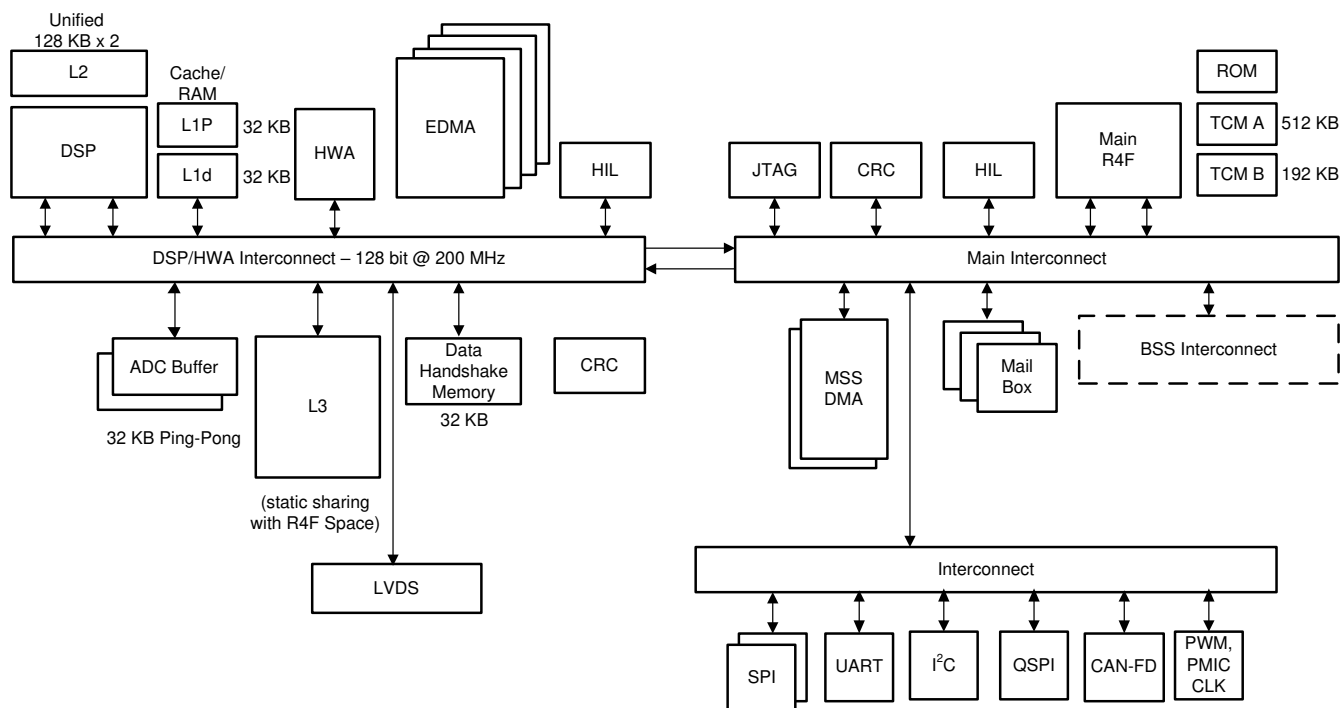 Unified
128 KB x 2
L2
Cache/
RAM
DSP
L1P
32 KB
L1d
32 KB
HWA
EDMA
HIL
JTAG
CRC
HIL
Main
R4F
ROM
TCM A
512 KB
TCM B
192 KB
DSP/HWA Interconnect – 128 bit @ 200 MHz
Main Interconnect
ADC Buffer
32 KB Ping-Pong
L3
(static sharing
with R4F Space)
Data
Handshake
Memory
32 KB
CRC
LVDS
MSS
DMA
Mail
Box
BSS Interconnect
Interconnect
SPI
UART
I²C
QSPI
CAN-FD
PWM,
PMIC
CLK